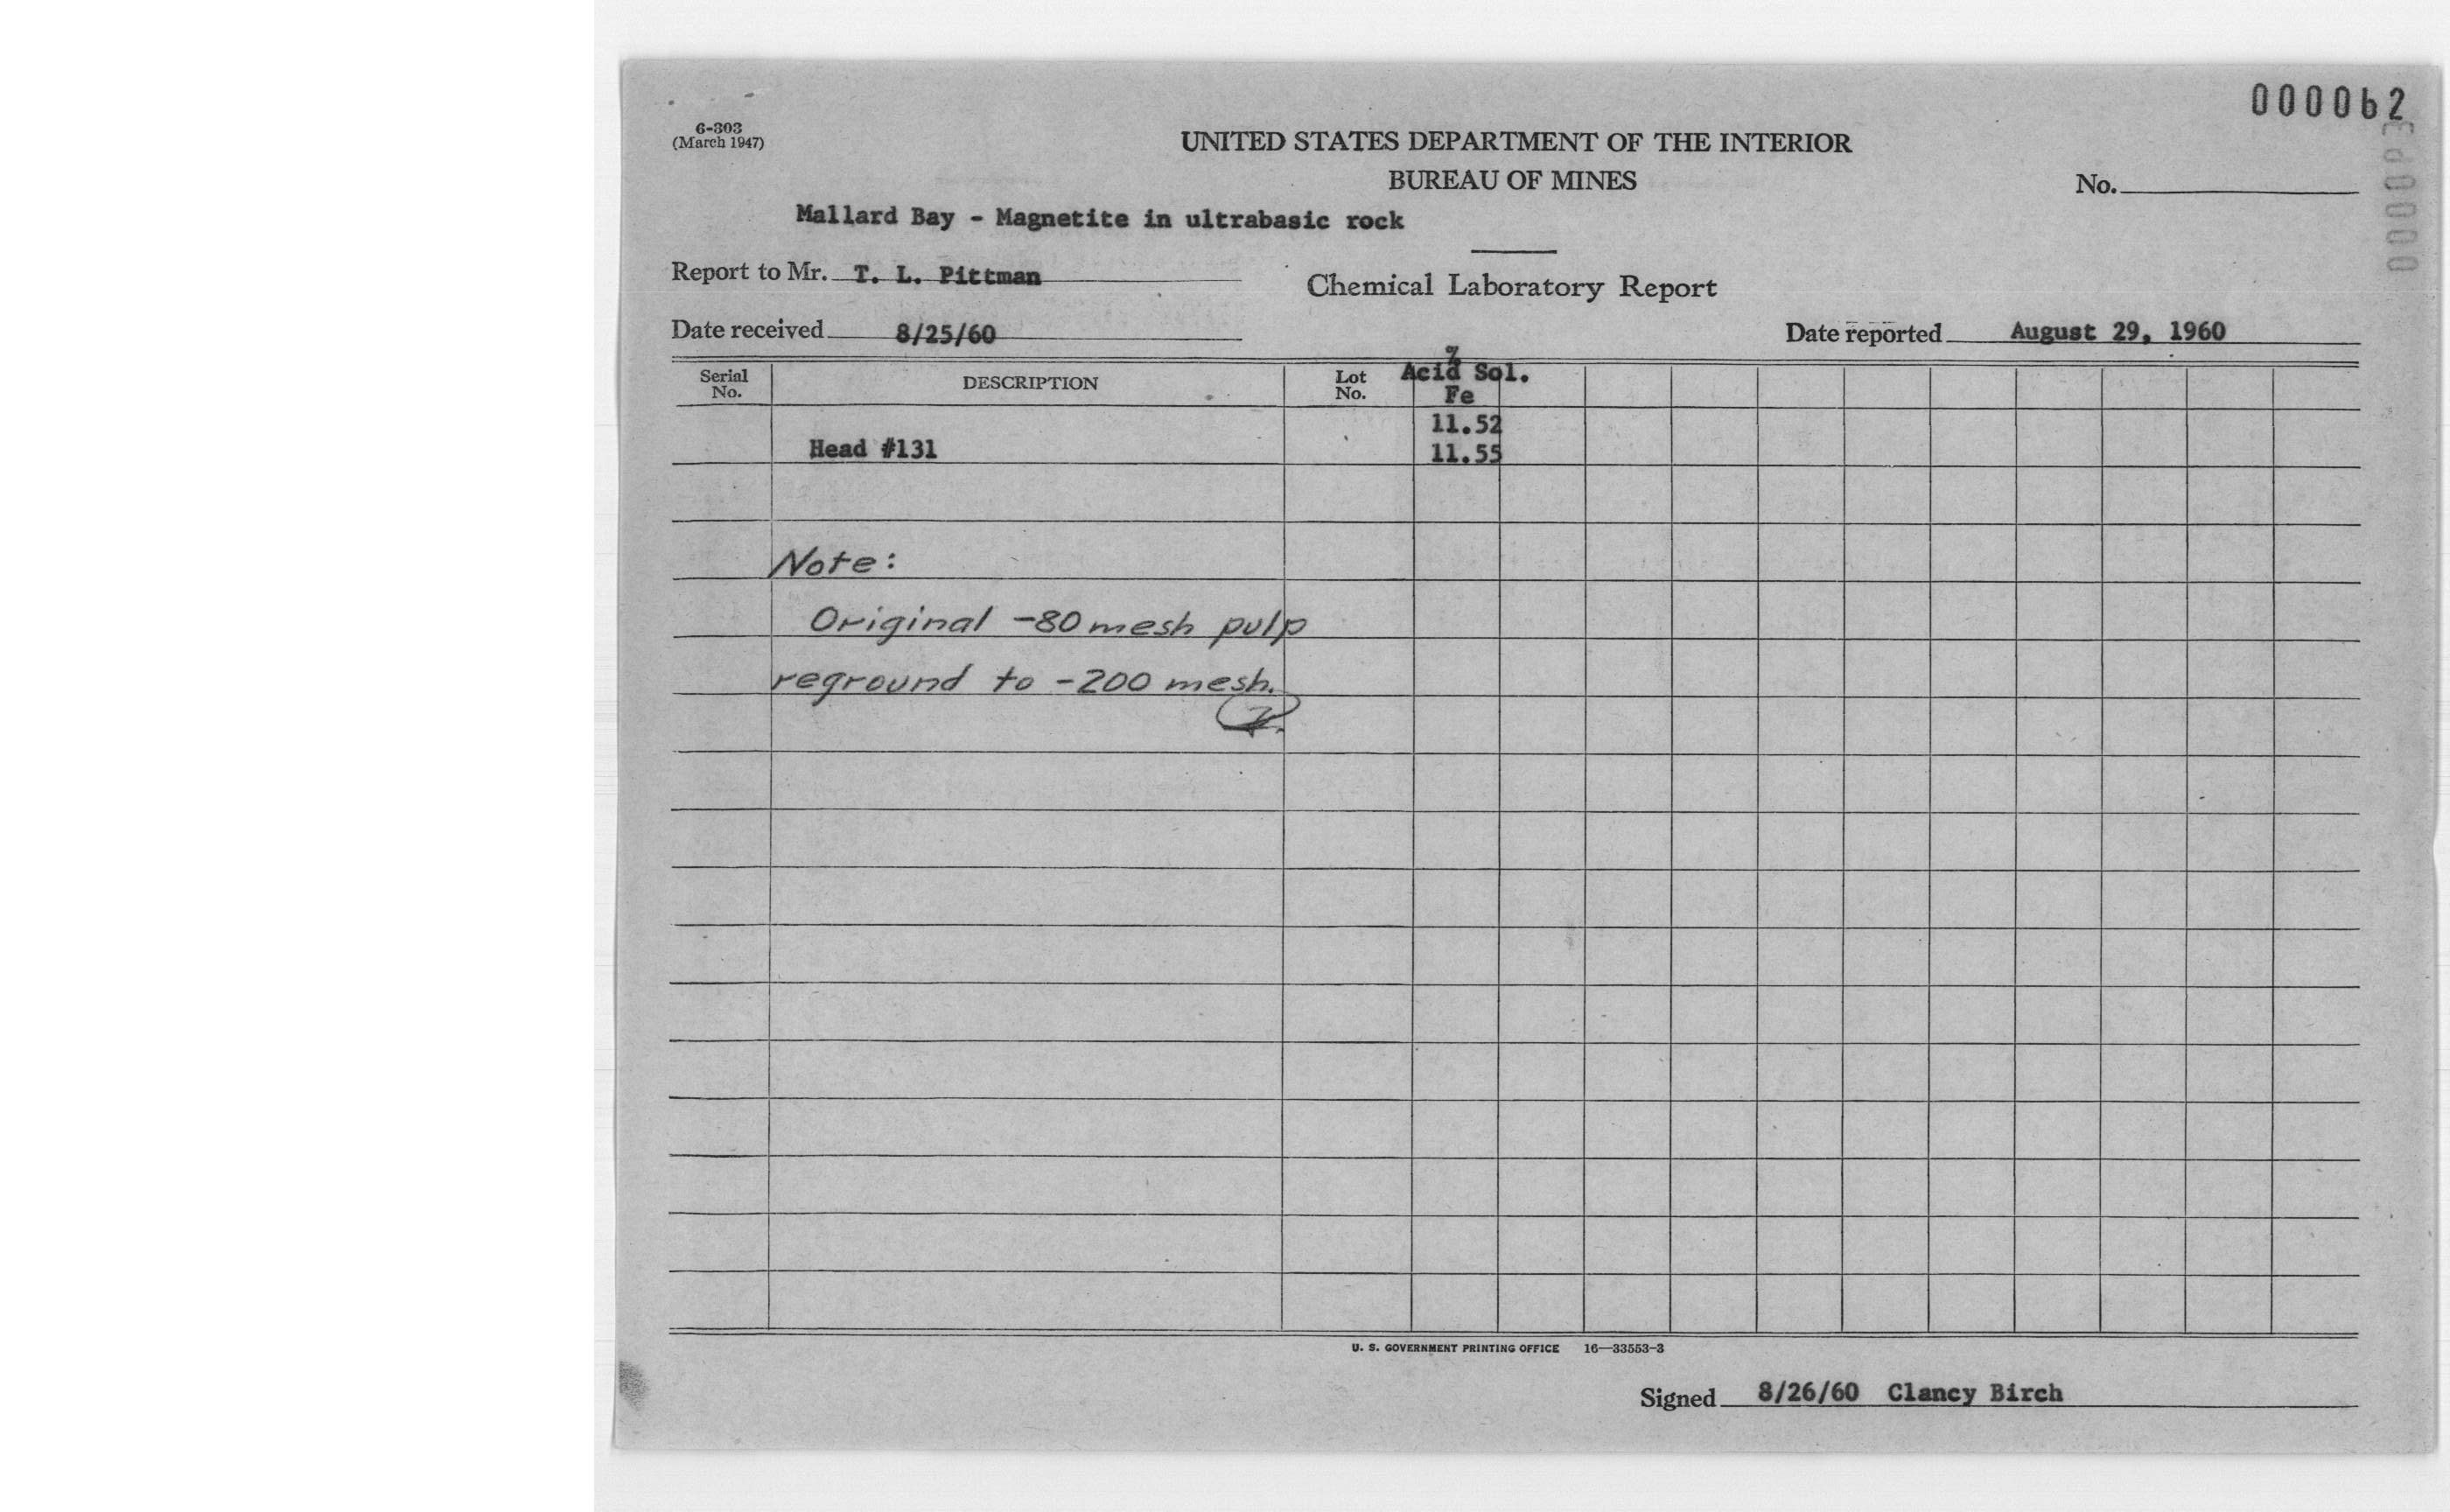 000062
6-303
(March 1947)
UNITED STATES DEPARTMENT OF THE INTERIOR
BUREAU OF MINES
No.
Mallard Bay - Magnetite in ultrabasic rock
Report to Mr. T. L. Pittman
Chemical Laboratory Report
Date received 8/25/60
Date reported August 29, 1960
Serial No.
DESCRIPTION
Lot No.
%
Acid Sol.
Fe
11.52
Head #131 11.55
Note:
Original -80 mesh pulp
reground to -200 mesh.
U. S. GOVERNMENT PRINTING OFFICE 16—33553-3
Signed 8/26/60 Clancy Birch